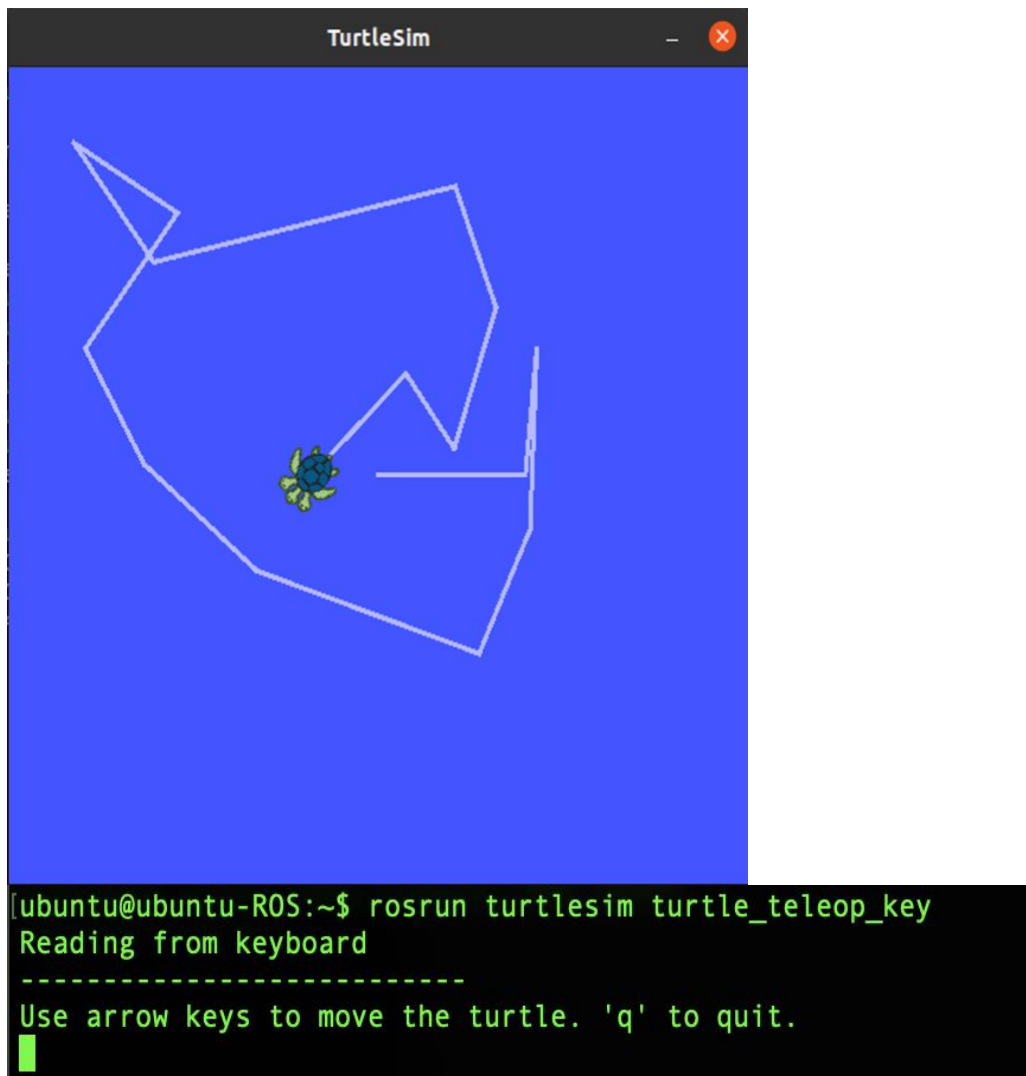 TurtleSim
[ubuntu@ubuntu-ROS:~$ rosrun turtlesim turtle_teleop_key
Reading from keyboard
---------------------------
Use arrow keys to move the turtle. 'q' to quit.